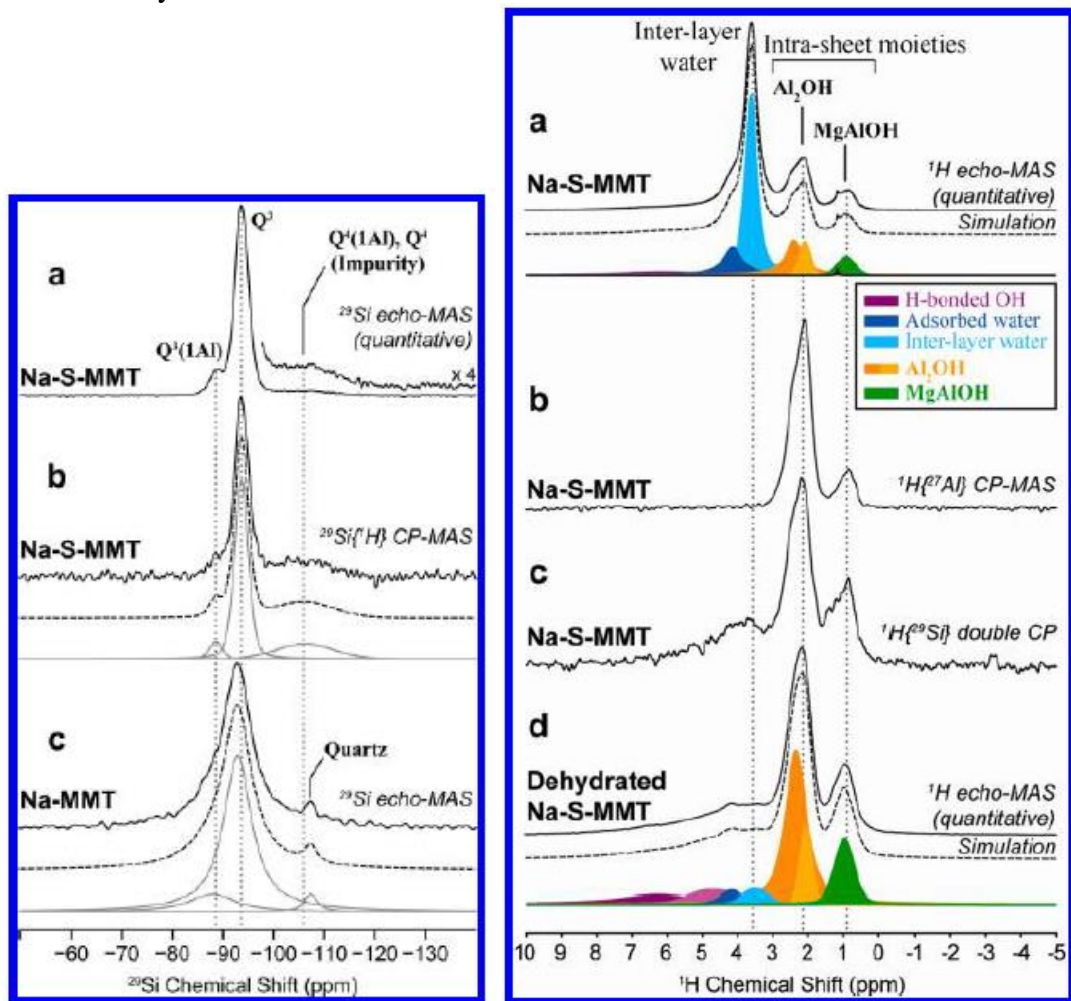 Q³
a
Q⁴(1Al), Q⁴
(Impurity)
²⁹Si echo-MAS
(quantitative)
Q³(1Al)
Na-S-MMT
x 4
b
Na-S-MMT
²⁹Si{¹H} CP-MAS
c
Quartz
Na-MMT
²⁹Si echo-MAS
−60 −70 −80 −90 −100 −110 −120 −130
²⁹Si Chemical Shift (ppm)
Inter-layer
water
Intra-sheet moieties
Al₂OH
a
MgAlOH
Na-S-MMT
¹H echo-MAS
(quantitative)
Simulation
H-bonded OH
Adsorbed water
Inter-layer water
Al₂OH
MgAlOH
b
Na-S-MMT
¹H{²⁷Al} CP-MAS
c
Na-S-MMT
¹H{²⁹Si} double CP
d
Dehydrated
Na-S-MMT
¹H echo-MAS
(quantitative)
Simulation
10 9 8 7 6 5 4 3 2 1 0 -1 -2 -3 -4 -5
¹H Chemical Shift (ppm)